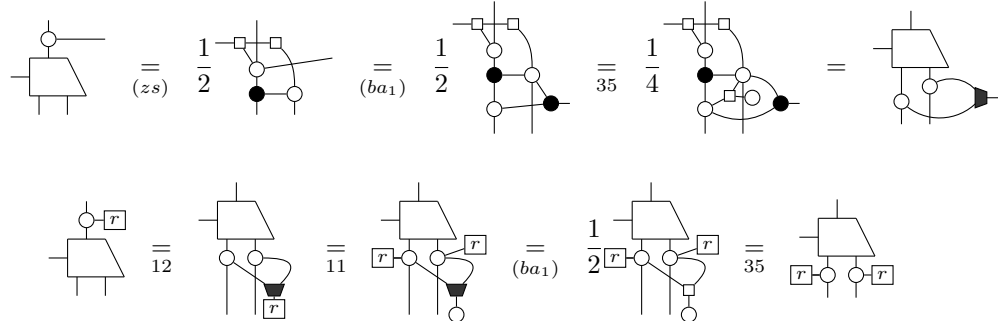 = (zs) 1/2 = (ba₁) 1/2 = 35 1/4 =
r = 12 r = 11 r r = (ba₁) 1/2 r r = 35 r r